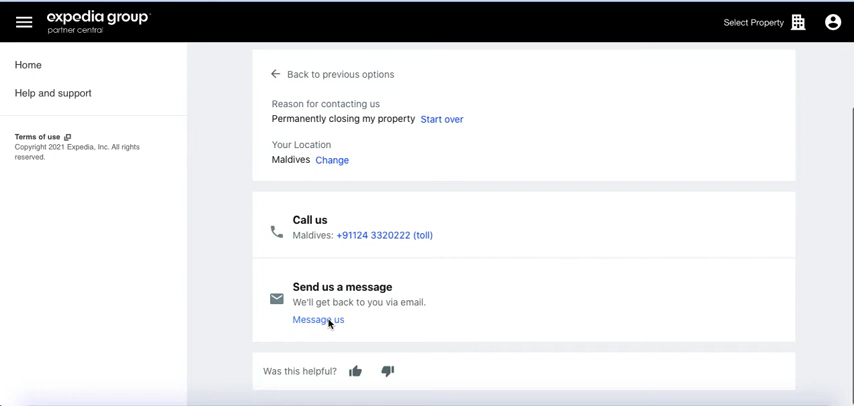 expedia group
partner central
Select Property
Home
Help and support
Terms of use
Copyright 2021 Expedia, Inc. All rights
reserved.
Back to previous options
Reason for contacting us
Permanently closing my property Start over
Your Location
Maldives Change
Call us
Maldives: +91124 3320222 (toll)
Send us a message
We'll get back to you via email.
Message us
Was this helpful?